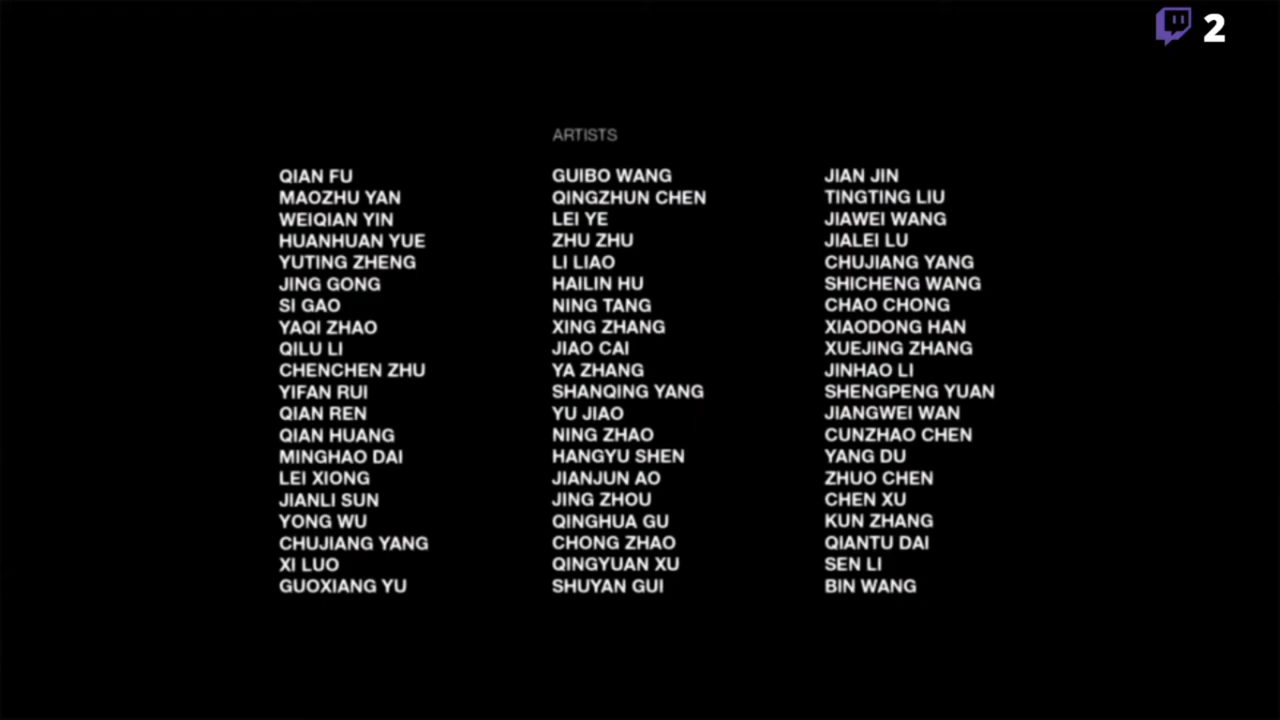 2
ARTISTS
QIAN FU
MAOZHU YAN
WEIQIAN YIN
HUANHUAN YUE
YUTING ZHENG
JING GONG
SI GAO
YAQI ZHAO
QILU LI
CHENCHEN ZHU
YIFAN RUI
QIAN REN
QIAN HUANG
MINGHAO DAI
LEI XIONG
JIANLI SUN
YONG WU
CHUJIANG YANG
XI LUO
GUOXIANG YU
GUIBO WANG
QINGZHUN CHEN
LEI YE
ZHU ZHU
LI LIAO
HAILIN HU
NING TANG
XING ZHANG
JIAO CAI
YA ZHANG
SHANQING YANG
YU JIAO
NING ZHAO
HANGYU SHEN
JIANJUN AO
JING ZHOU
QINGHUA GU
CHONG ZHAO
QINGYUAN XU
SHUYAN GUI
JIAN JIN
TINGTING LIU
JIAWEI WANG
JIALEI LU
CHUJIANG YANG
SHICHENG WANG
CHAO CHONG
XIAODONG HAN
XUEJING ZHANG
JINHAO LI
SHENGPENG YUAN
JIANGWEI WAN
CUNZHAO CHEN
YANG DU
ZHUO CHEN
CHEN XU
KUN ZHANG
QIANTU DAI
SEN LI
BIN WANG